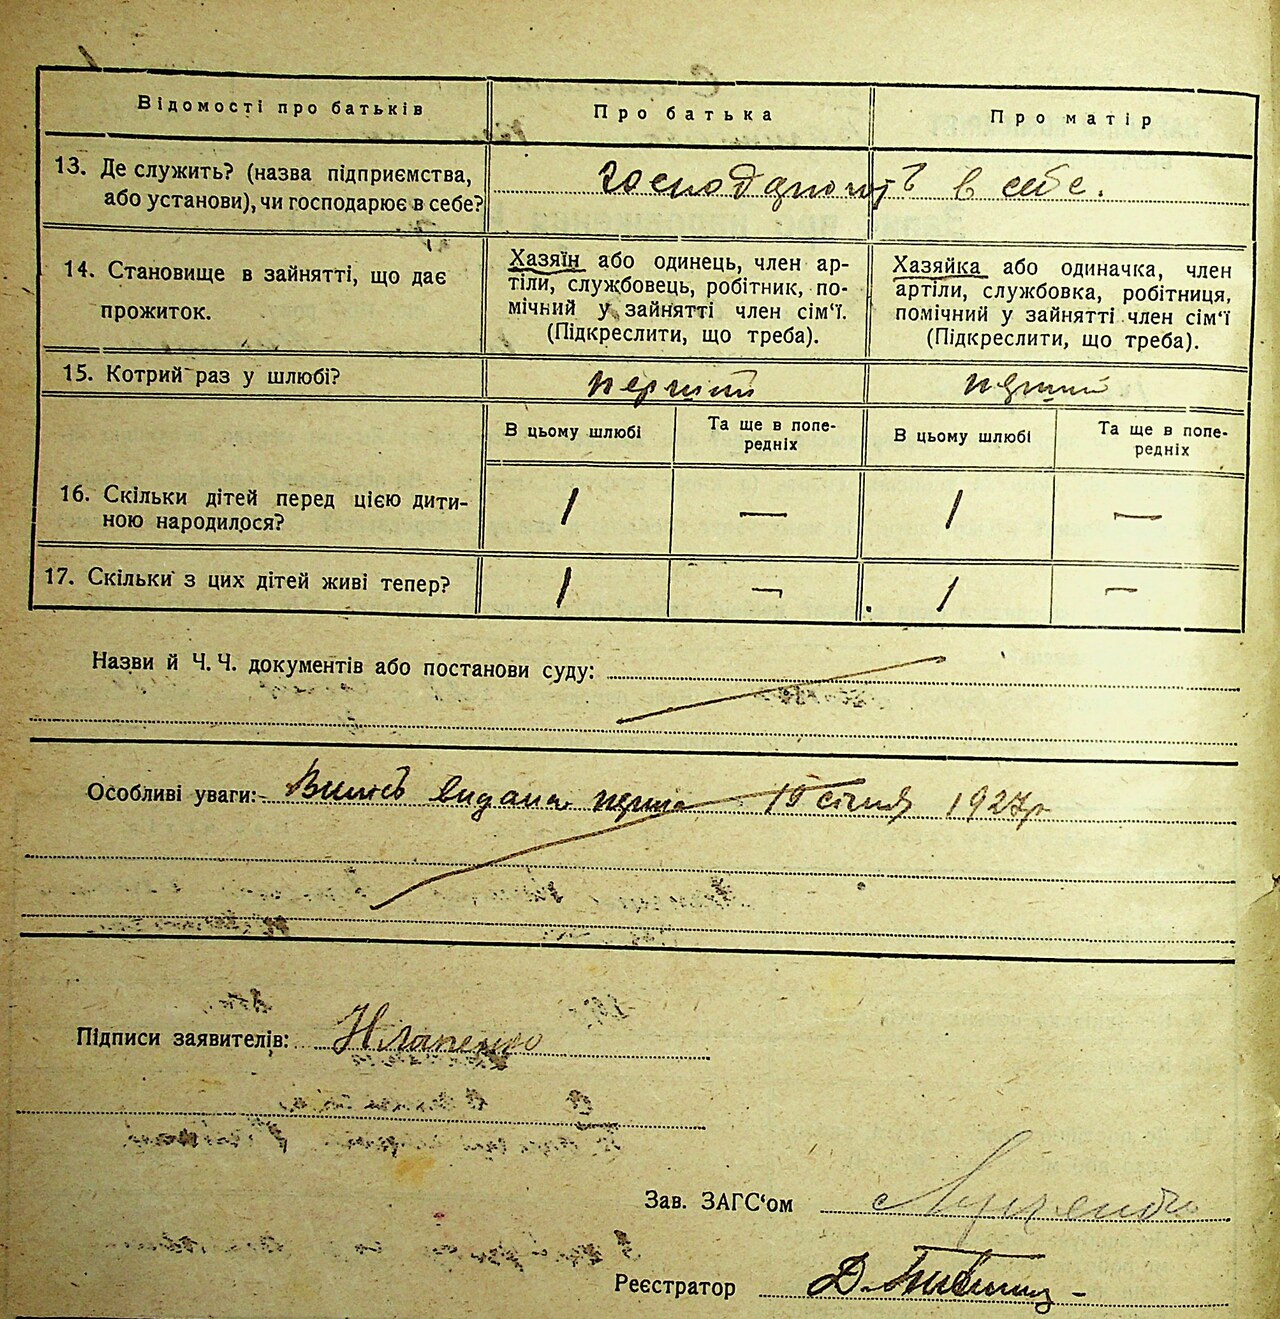 Відомості про батьків
Про батька
Про матір
13. Де служить? (назва підприємства,
або установи), чи господарює в себе?
в себе.
14. Становище в зайнятті, що дає
прожиток.
Хазяїн або одинець, член ар-
тіли, службовець, робітник, по-
мічний у зайнятті член сім‘ї.
(Підкреслити, що треба).
Хазяйка або одиначка, член
артіли, службовка, робітниця,
помічний у зайнятті член сім‘ї
(Підкреслити, що треба).
15. Котрий раз у шлюбі?
перший
перший
В цьому шлюбі
Та ще в попе-
редніх
В цьому шлюбі
Та ще в попе-
редніх
16. Скільки дітей перед цією дити-
ною народилося?
1 — 1 —
17. Скільки з цих дітей живі тепер?
1 — 1 —
Назви й Ч. Ч. документів або постанови суду:
Особливі уваги: видана перша січня 1927р
Підписи заявителів:
Зав. ЗАГС‘ом
Реєстратор Д.